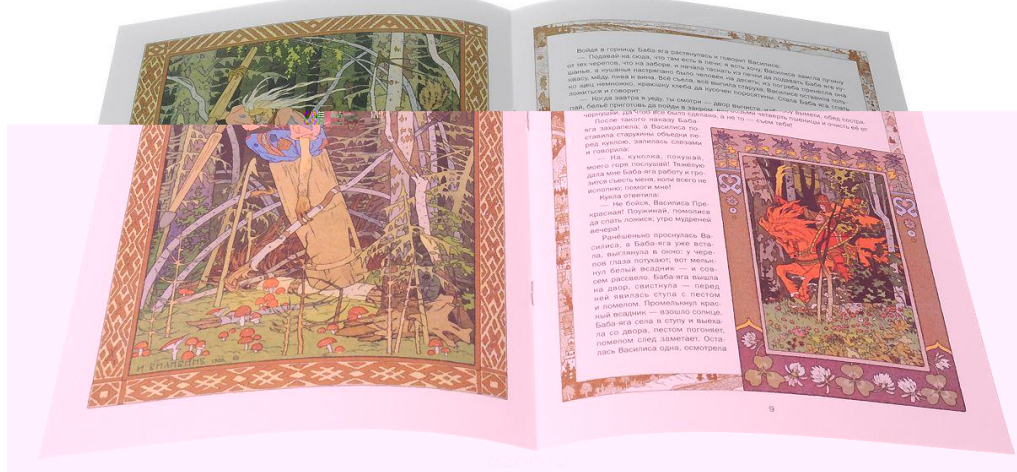 И БИЛИБИНЪ 1900.
Войдя в горницу, Баба-яга растянулась и говорит Василисе:
— Подавай-ка сюда, что там есть в печи: я есть хочу. Василиса зажгла лучину
от тех черепов, что на заборе, и начала таскать из печки да подавать Баба-яге ку-
шанье, а кушанья настряпано было человек на десять; из погреба принесла она
квасу, мёду, пива и вина. Всё съела, всё выпила старуха; Василисе оставила толь-
ко щец немножко, краюшку хлеба да кусочек поросятины. Стала Баба-яга спать
ложиться и говорит:
— Когда завтра я уеду, ты смотри — двор вычисти, избу вымети, обед состря-
пай, бельё приготовь да пойди в закром, возьми четверть пшеницы и очисть её от
чернушки. Да чтоб всё было сделано, а не то — съем тебя!
После такого наказу Баба-
яга захрапела; а Василиса по-
ставила старухины объедки пе-
ред куклою, залилась слезами
и говорила:
— На, куколка, покушай,
моего горя послушай! Тяжёлую
дала мне Баба-яга работу и гро-
зится съесть меня, коли всего не
исполню; помоги мне!
Кукла ответила:
— Не бойся, Василиса Пре-
красная! Поужинай, помолися
да спать ложися; утро мудреней
вечера!
Ранёшенько проснулась Ва-
силиса, а Баба-яга уже вста-
ла, выглянула в окно: у чере-
пов глаза потухают; вот мельк-
нул белый всадник — и сов-
сем рассвело. Баба-яга вышла
на двор, свистнула — перед
ней явилась ступа с пестом
и помелом. Промелькнул крас-
ный всадник — взошло солнце.
Баба-яга села в ступу и выеха-
ла со двора, пестом погоняет,
помелом след заметает. Оста-
лась Василиса одна, осмотрела
9